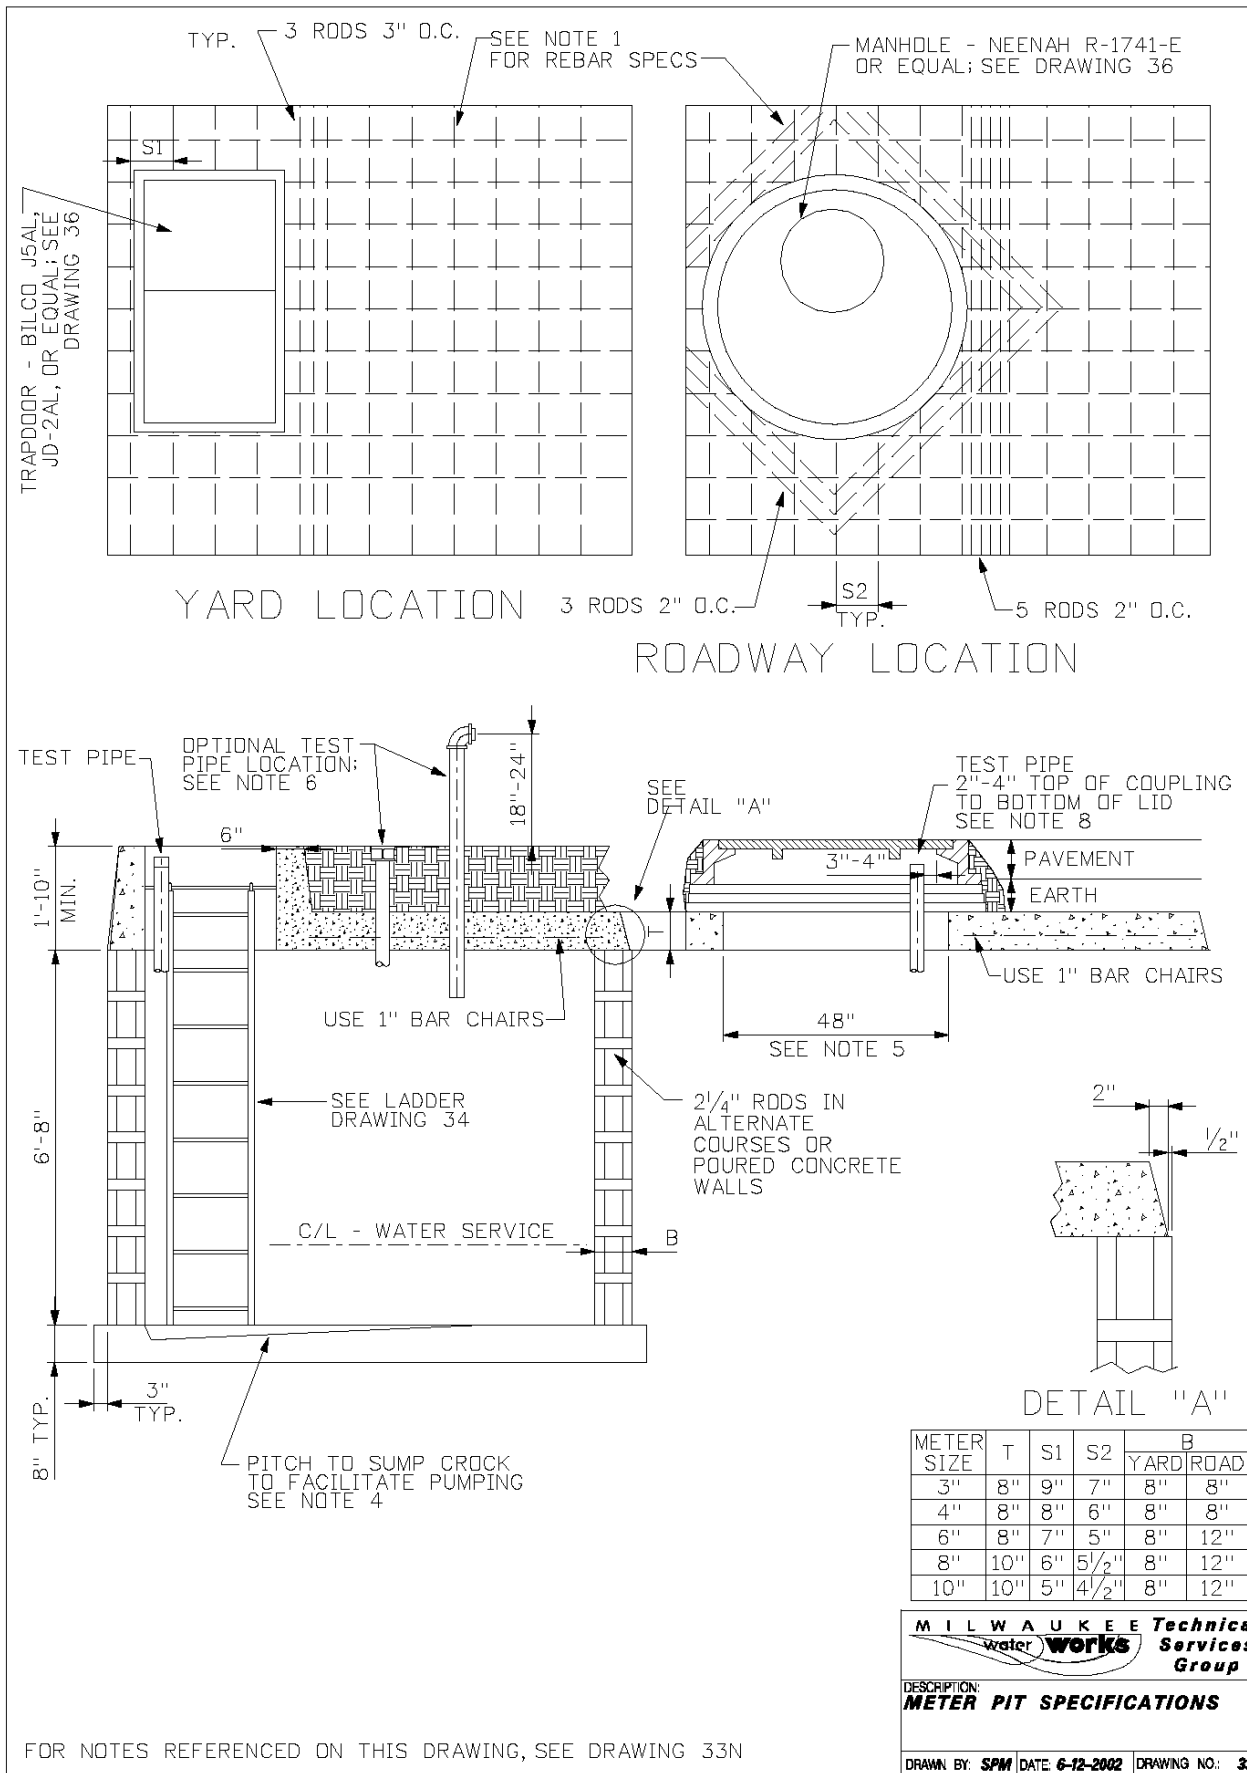 TYP.
3 RODS 3" O.C.
SEE NOTE 1
FOR REBAR SPECS
MANHOLE - NEENAH R-1741-E
OR EQUAL; SEE DRAWING 36
S1
TRAPDOOR - BILCO J5AL,
JD-2AL, OR EQUAL; SEE
DRAWING 36
YARD LOCATION
3 RODS 2" O.C.
S2
TYP.
5 RODS 2" O.C.
ROADWAY LOCATION
TEST PIPE
OPTIONAL TEST
PIPE LOCATION;
SEE NOTE 6
18"-24"
SEE
DETAIL "A"
TEST PIPE
2"-4" TOP OF COUPLING
TO BOTTOM OF LID
SEE NOTE 8
6"
1'-10"
MIN.
3"-4"
PAVEMENT
EARTH
T
USE 1" BAR CHAIRS
USE 1" BAR CHAIRS
48"
SEE NOTE 5
SEE LADDER
DRAWING 34
2 1/4" RODS IN
ALTERNATE
COURSES OR
POURED CONCRETE
WALLS
2"
1/2"
6'-8"
C/L - WATER SERVICE
B
8" TYP.
3"
TYP.
PITCH TO SUMP CROCK
TO FACILITATE PUMPING
SEE NOTE 4
DETAIL "A"
METER SIZE T S1 S2 B YARD ROAD
3" 8" 9" 7" 8" 8"
4" 8" 8" 6" 8" 8"
6" 8" 7" 5" 8" 12"
8" 10" 6" 5 1/2" 8" 12"
10" 10" 5" 4 1/2" 8" 12"
MILWAUKEE
water works
Services
Group
DESCRIPTION:
METER PIT SPECIFICATIONS
FOR NOTES REFERENCED ON THIS DRAWING, SEE DRAWING 33N
DRAWN BY: SPM DATE: 6-12-2002 DRAWING NO.: